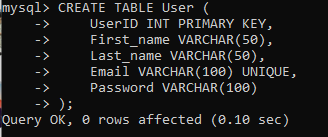 mysql> CREATE TABLE User (
    ->     UserID INT PRIMARY KEY,
    ->     First_name VARCHAR(50),
    ->     Last_name VARCHAR(50),
    ->     Email VARCHAR(100) UNIQUE,
    ->     Password VARCHAR(100)
    -> );
Query OK, 0 rows affected (0.10 sec)